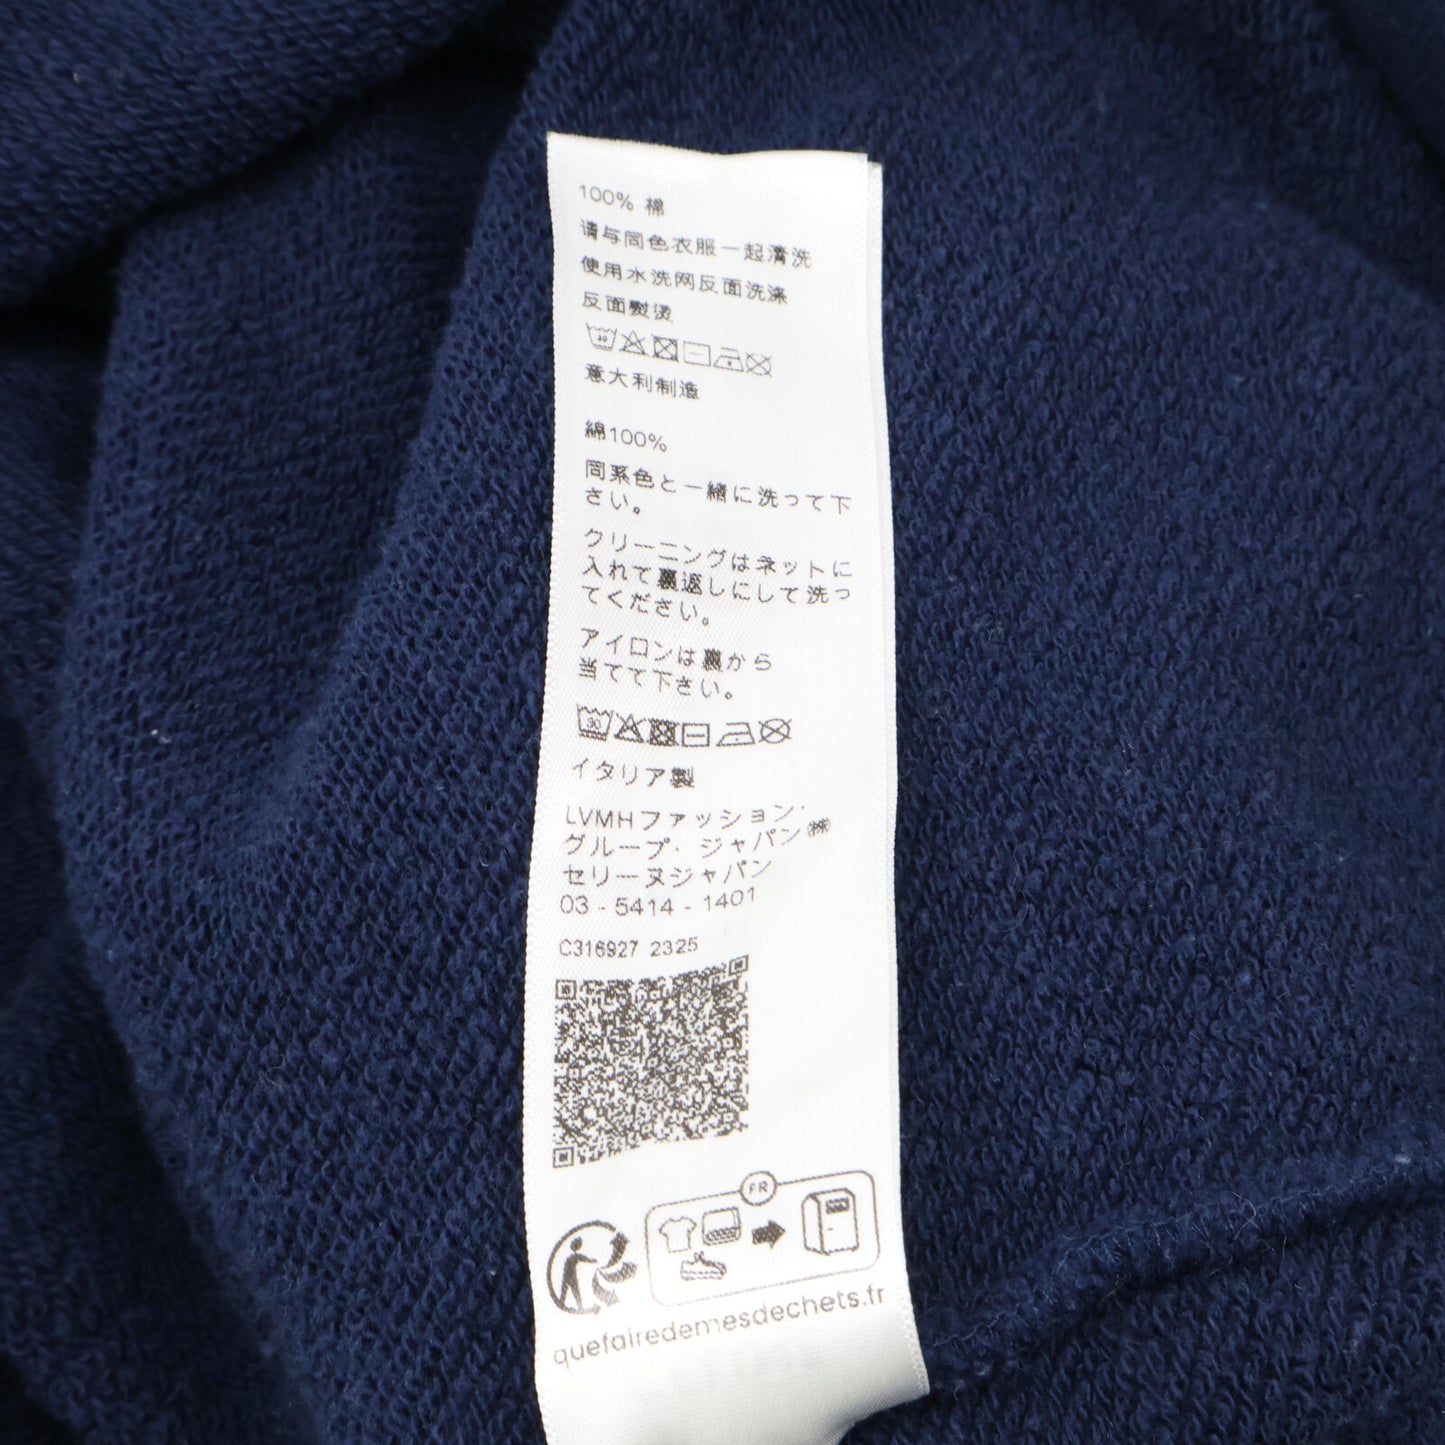 100% 棉
请与同色衣服一起清洗
使用水洗网反面洗涤
反面熨烫
意大利制造
綿100%
同系色と一緒に洗って下
さい。
クリーニングはネットに
入れて裏返しにして洗っ
てください。
アイロンは裏から
当てて下さい。
30
イタリア製
LVMHファッション・
グループ・ジャパン㈱
セリーヌジャパン
03 - 5414 - 1401
C316927 2325
FR
quefairedemesdechets.fr